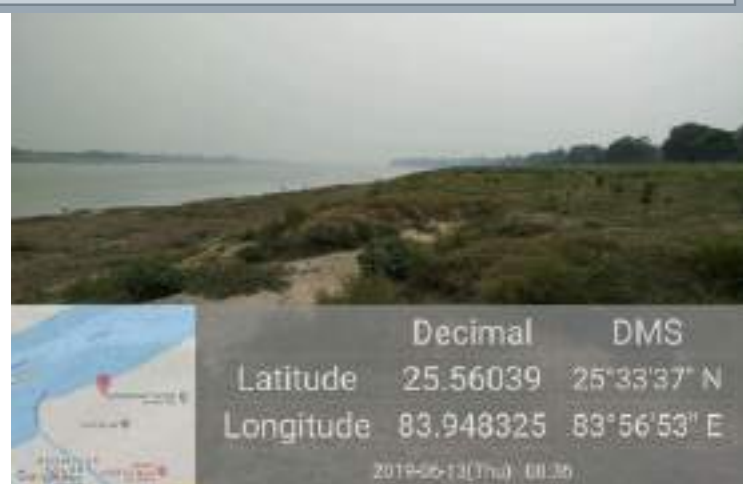 Decimal DMS
Latitude 25.56039 25°33'37" N
Longitude 83.948325 83°56'53" E
2019-06-13(Thu) 08:36